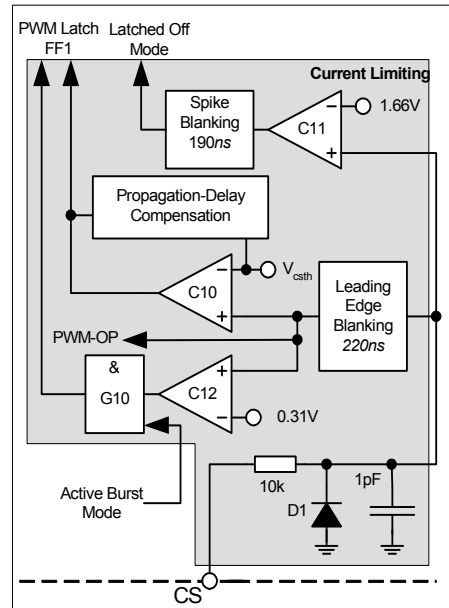 PWM Latch
FF1
Latched Off
Mode
Current Limiting
Spike
Blanking
190ns
C11
1.66V
Propagation-Delay
Compensation
C10
Vcsth
Leading
Edge
Blanking
220ns
PWM-OP
&
G10
C12
0.31V
Active Burst
Mode
10k
D1
1pF
CS